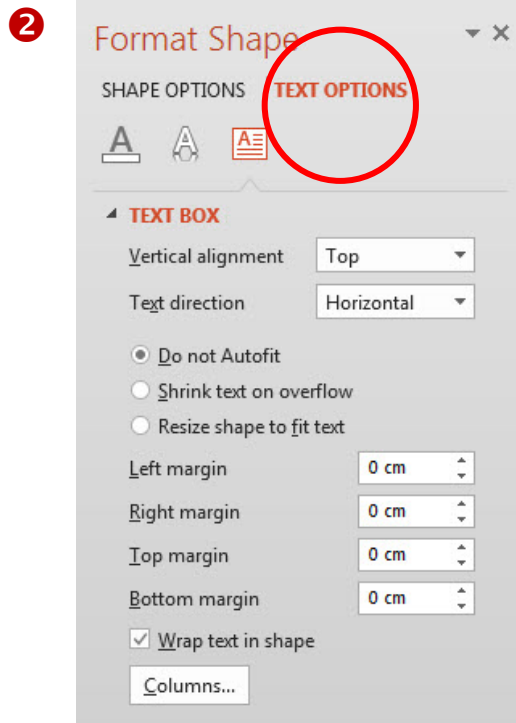 2
Format Shape
SHAPE OPTIONS TEXT OPTIONS
A A A
TEXT BOX
Vertical alignment Top
Text direction Horizontal
Do not Autofit
Shrink text on overflow
Resize shape to fit text
Left margin 0 cm
Right margin 0 cm
Top margin 0 cm
Bottom margin 0 cm
Wrap text in shape
Columns...